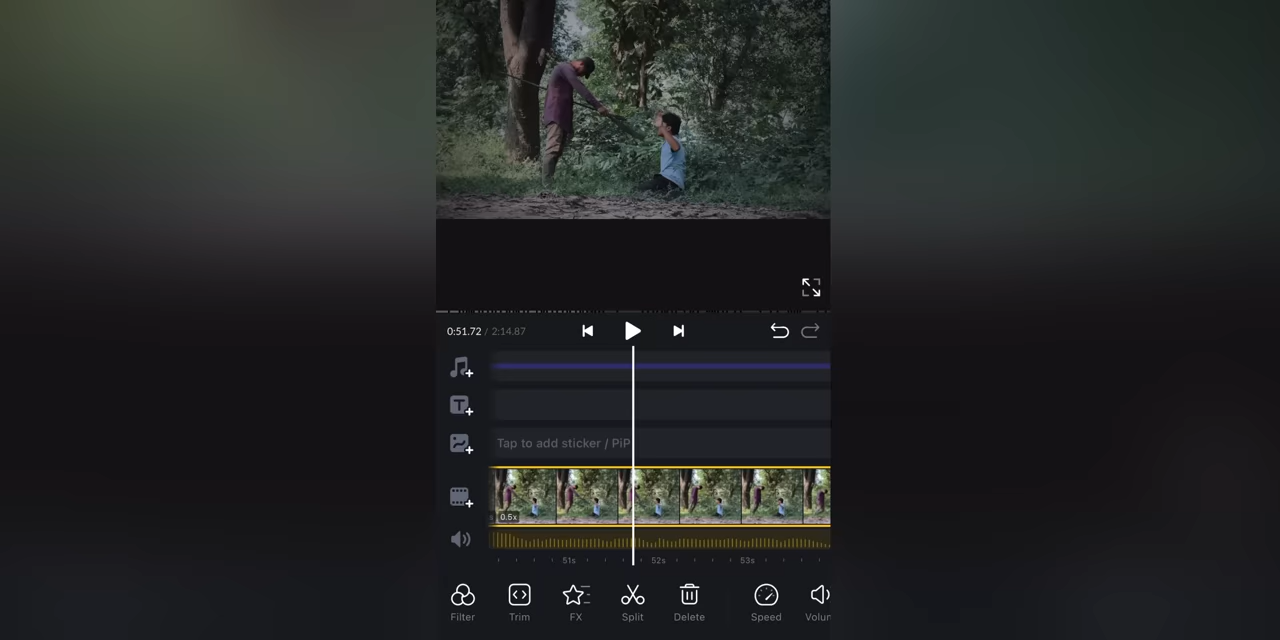 0:51.72 / 2:14.87
T
Tap to add sticker / PiP
0.5x
51s 52s 53s
Filter Trim FX Split Delete Speed Volun